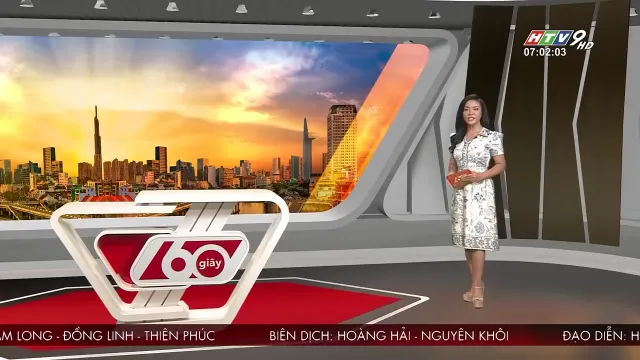 HTV9 HD
07:02:03
60 giây
AM LONG - ĐỒNG LINH - THIÊN PHÚC BIÊN DỊCH: HOÀNG HẢI - NGUYÊN KHÔI ĐẠO DIỄN: H